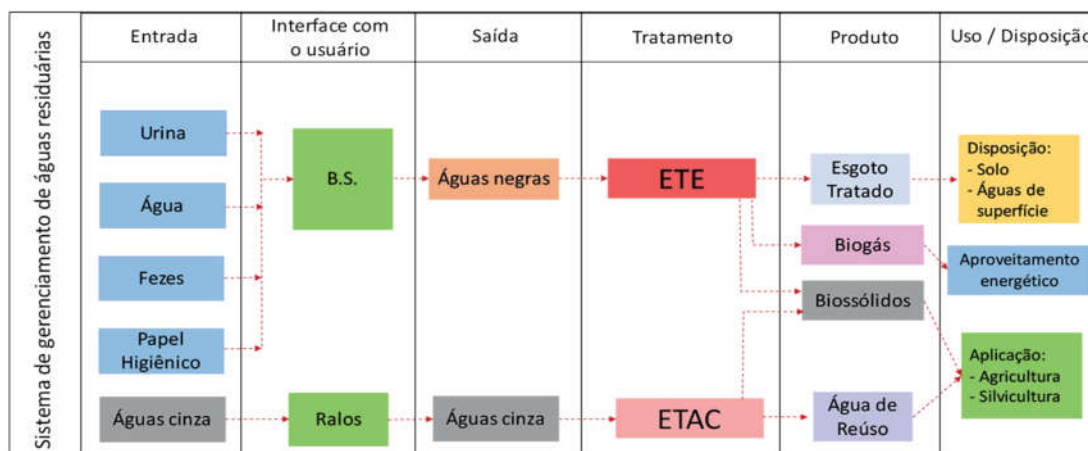 Sistema de gerenciamento de águas residuárias
Entrada
Interface com
o usuário
Saída
Tratamento
Produto
Uso / Disposição
Urina
Água
Fezes
Papel
Higiênico
Águas cinza
B.S.
Ralos
Águas negras
Águas cinza
ETE
ETAC
Esgoto
Tratado
Biogás
Biossólidos
Água de
Reúso
Disposição:
- Solo
- Águas de
superfície
Aproveitamento
energético
Aplicação:
- Agricultura
- Silvicultura